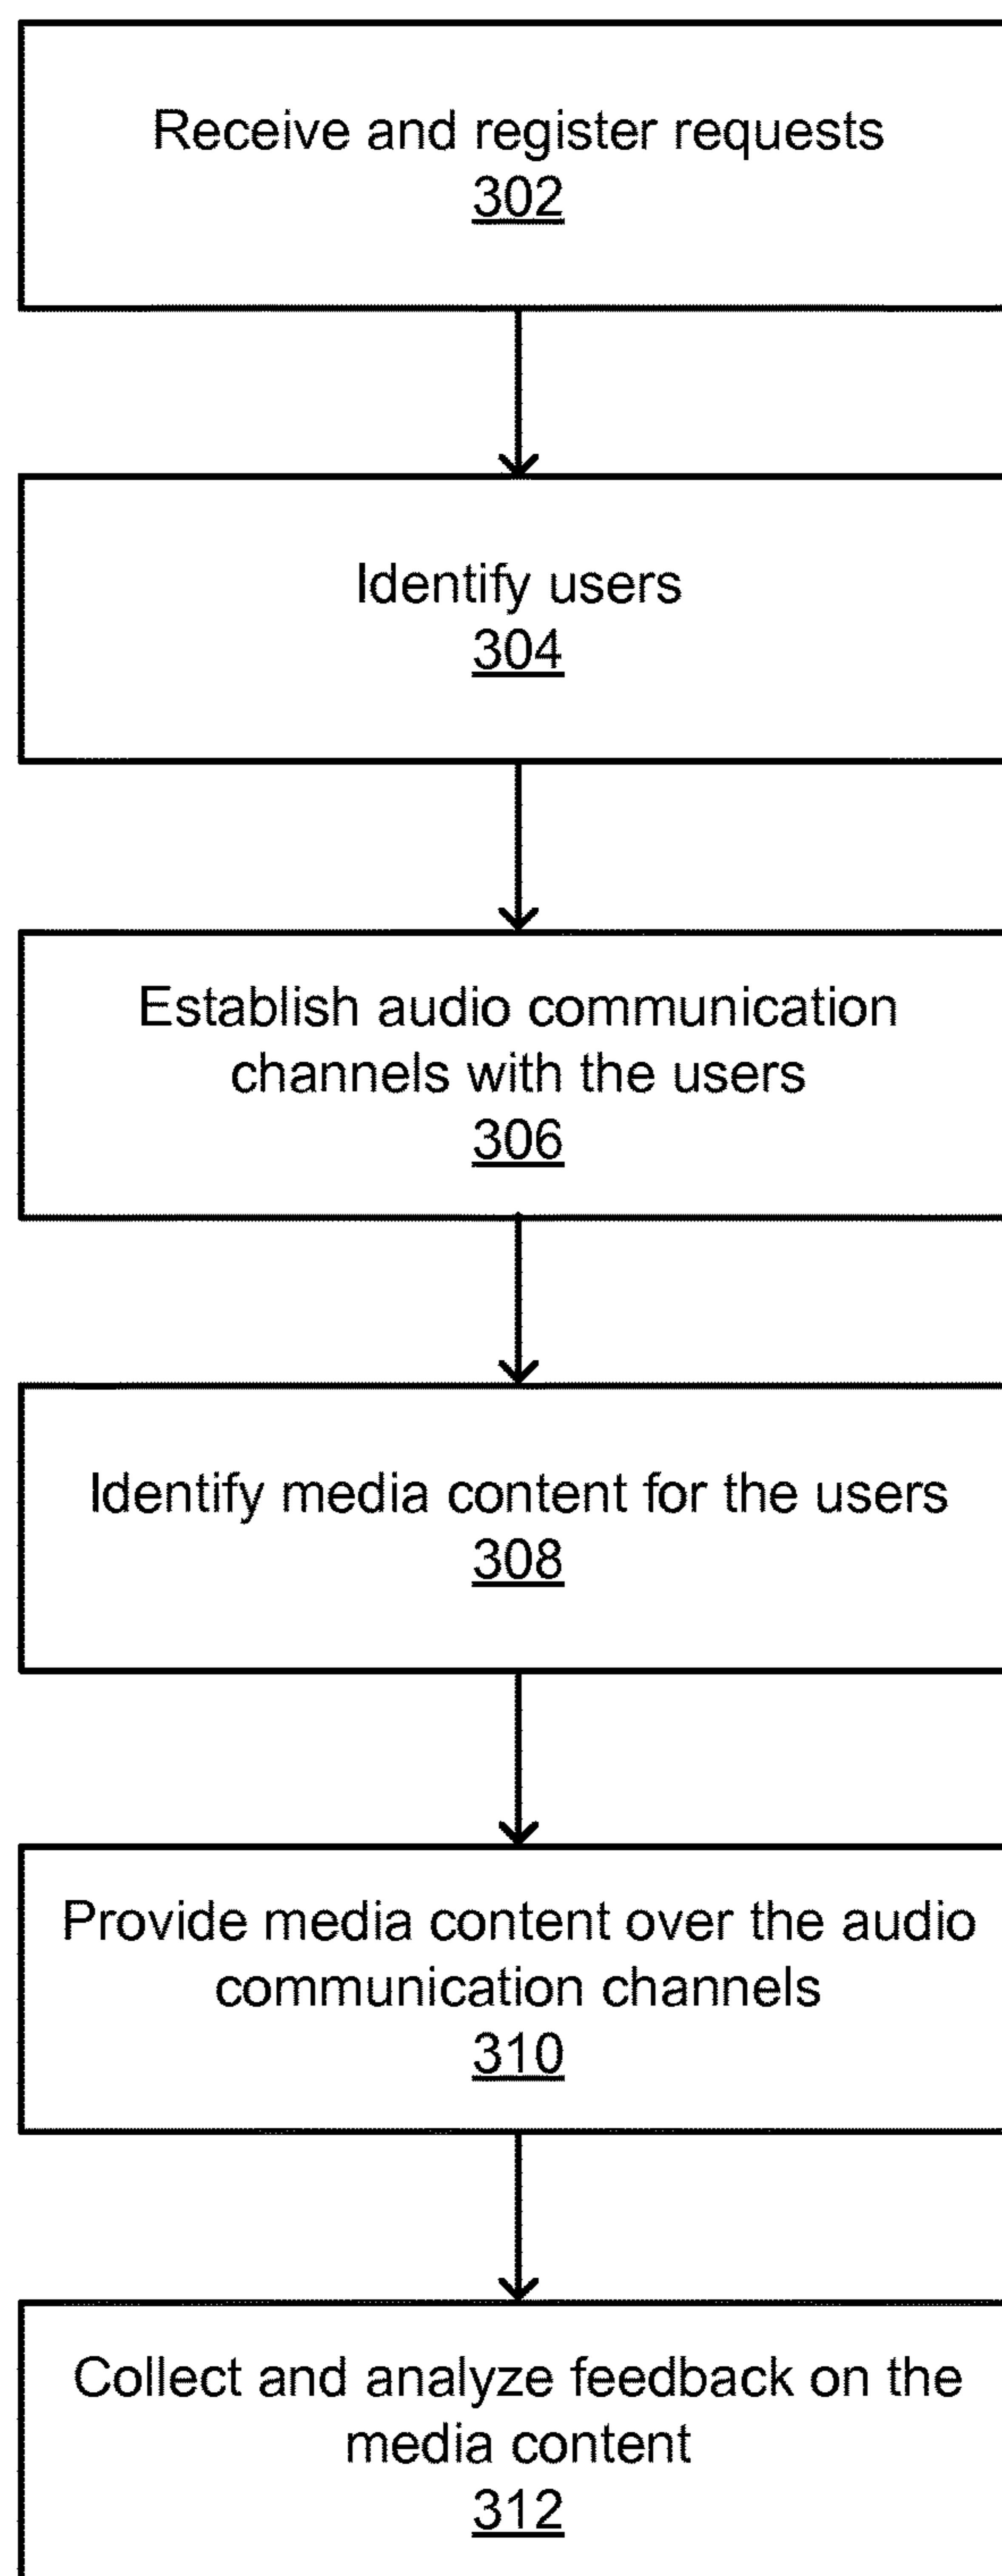 Receive and register requests
302
Identify users
304
Establish audio communication
channels with the users
306
Identify media content for the users
308
Provide media content over the audio
communication channels
310
Collect and analyze feedback on the
media content
312